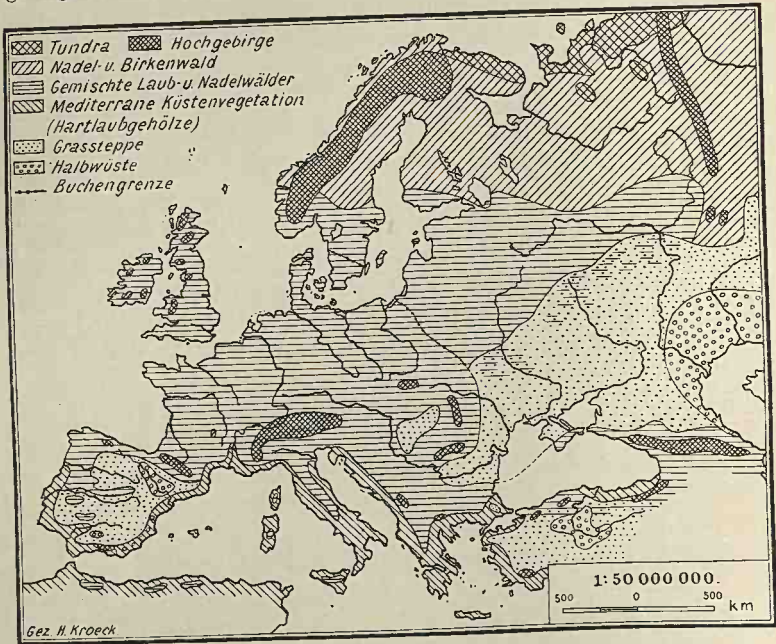 Tundra Hochgebirge
Nadel-u. Birkenwald
Gemischte Laub-u. Nadelwälder
Mediterrane Küstenvegetation
(Hartlaubgehölze)
Grassteppe
Halbwüste
Buchengrenze
1:50 000 000.
500 0 500 km
Gez. H. Kroeck